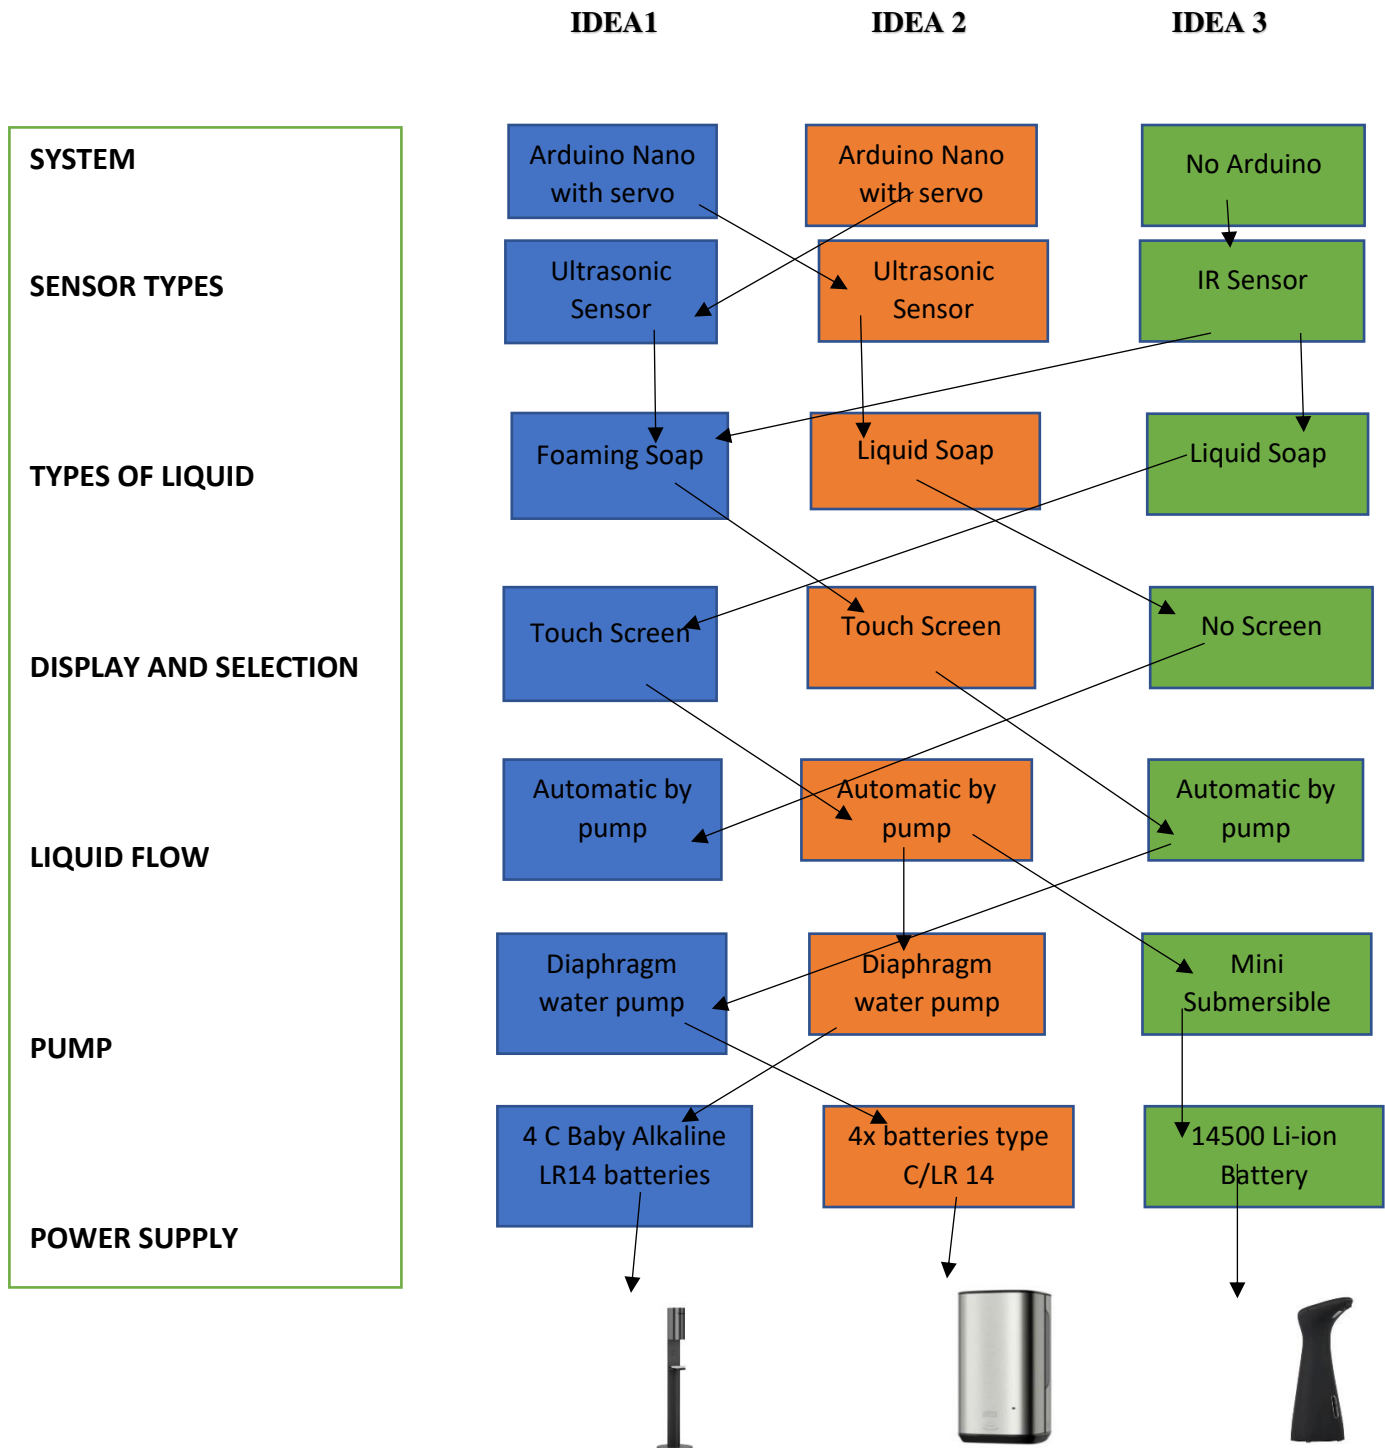 IDEA1 IDEA 2 IDEA 3
SYSTEM
Arduino Nano
with servo
Arduino Nano
with servo
No Arduino
SENSOR TYPES
Ultrasonic
Sensor
Ultrasonic
Sensor
IR Sensor
TYPES OF LIQUID
Foaming Soap
Liquid Soap
Liquid Soap
DISPLAY AND SELECTION
Touch Screen
Touch Screen
No Screen
LIQUID FLOW
Automatic by
pump
Automatic by
pump
Automatic by
pump
PUMP
Diaphragm
water pump
Diaphragm
water pump
Mini
Submersible
POWER SUPPLY
4 C Baby Alkaline
LR14 batteries
4x batteries type
C/LR 14
14500 Li-ion
Battery